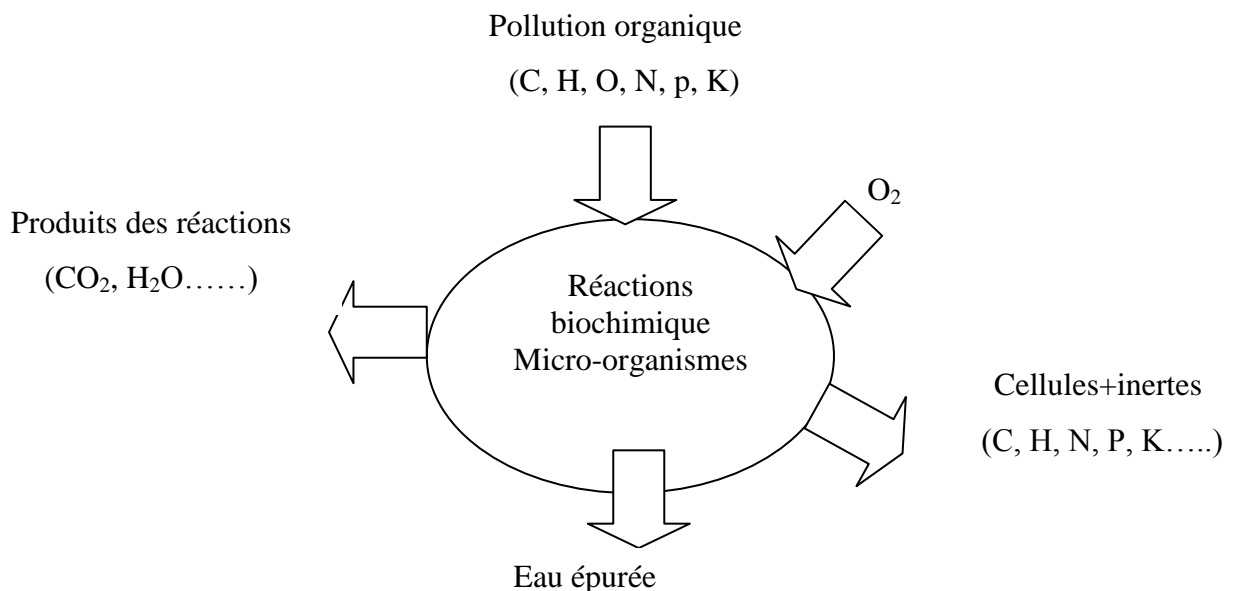 Pollution organique
(C, H, O, N, p, K)
O₂
Produits des réactions
(CO₂, H₂O……)
Réactions
biochimique
Micro-organismes
Cellules+inertes
(C, H, N, P, K…..)
Eau épurée